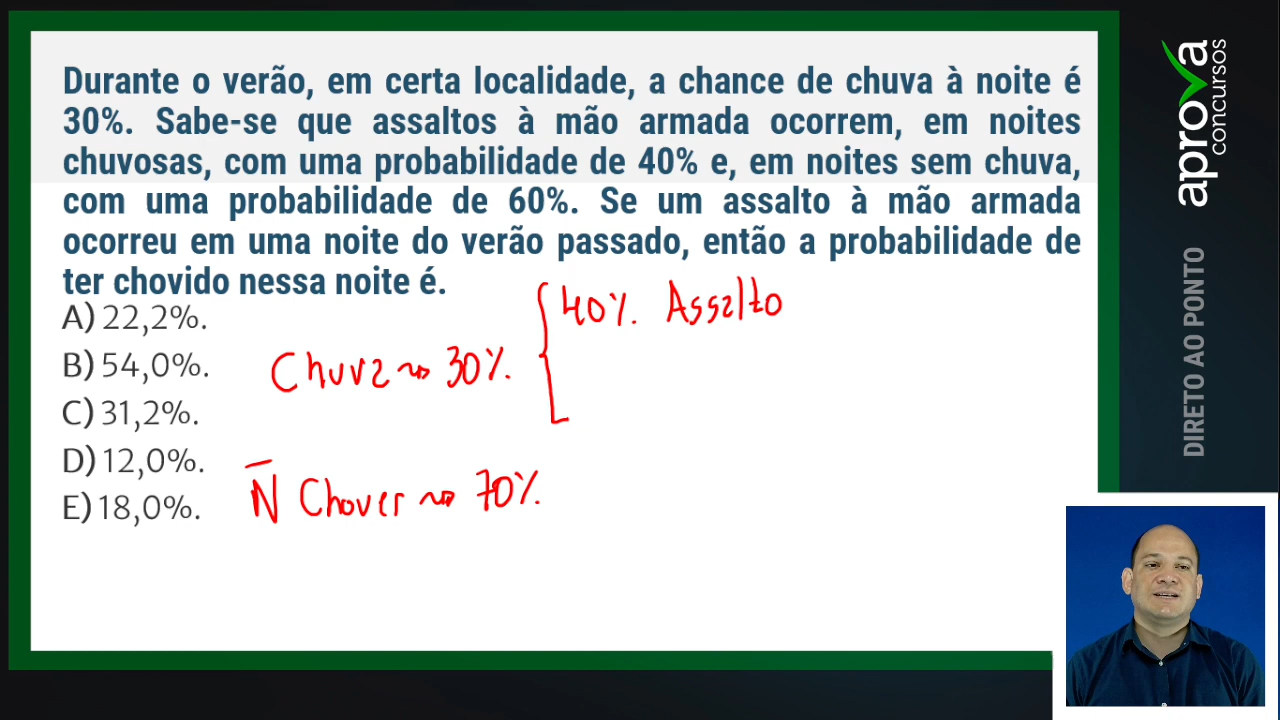 Durante o verão, em certa localidade, a chance de chuva à noite é
30%. Sabe-se que assaltos à mão armada ocorrem, em noites
chuvosas, com uma probabilidade de 40% e, em noites sem chuva,
com uma probabilidade de 60%. Se um assalto à mão armada
ocorreu em uma noite do verão passado, então a probabilidade de
ter chovido nessa noite é.
A) 22,2%.
B) 54,0%.
C) 31,2%.
D) 12,0%.
E) 18,0%.
40% Assalto
Chuva 30%
N Chover 70%
aprova
concursos
DIRETO AO PONTO